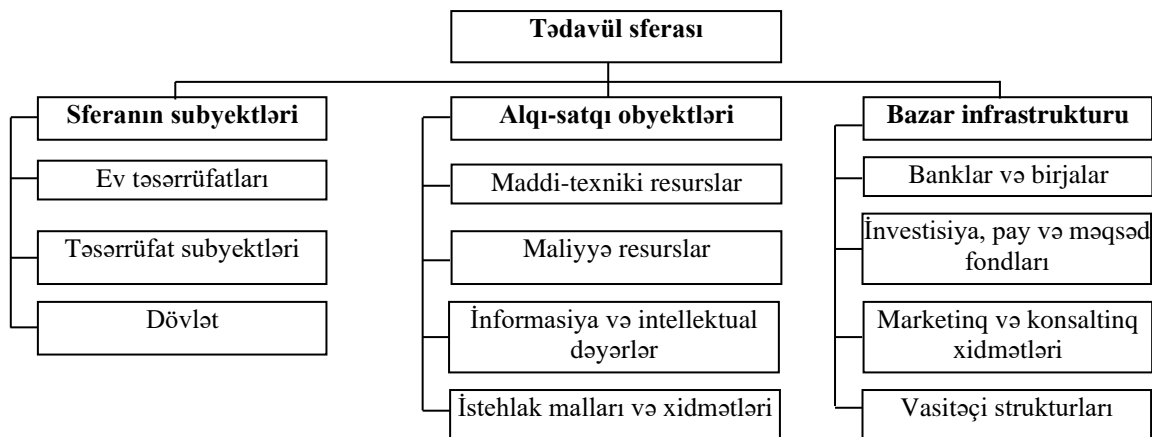 Tədavül sferası
Sferanın subyektləri
Ev təsərrüfatları
Təsərrüfat subyektləri
Dövlət
Alqı-satqı obyektləri
Maddi-texniki resurslar
Maliyyə resurslar
İnformasiya və intellektual
dəyərlər
İstehlak malları və xidmətləri
Bazar infrastrukturu
Banklar və birjalar
İnvestisiya, pay və məqsəd
fondları
Marketinq və konsaltinq
xidmətləri
Vasitəçi strukturları